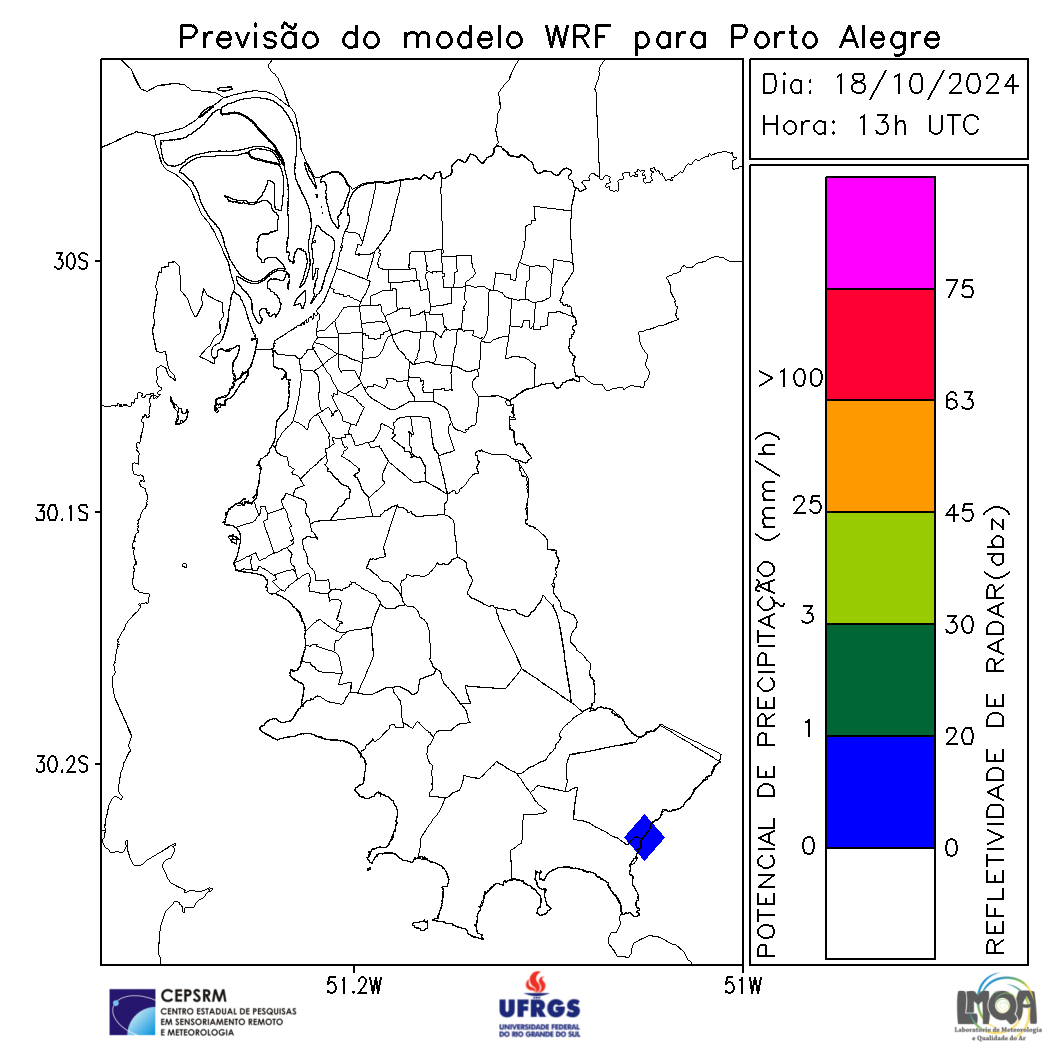 Previsão do modelo WRF para Porto Alegre
Dia: 18/10/2024
Hora: 13h UTC
30S
30.1S
30.2S
51.2W
51W
POTENCIAL DE PRECIPITAÇÃO (mm/h)
>100
25
3
1
0
75
63
45
30
20
0
REFLETIVIDADE DE RADAR(dbz)
CEPSRM
CENTRO ESTADUAL DE PESQUISAS
EM SENSORIAMENTO REMOTO
E METEOROLOGIA
UFRGS
UNIVERSIDADE FEDERAL
DO RIO GRANDE DO SUL
LMQA
Laboratório de Meteorologia
e Qualidade do Ar